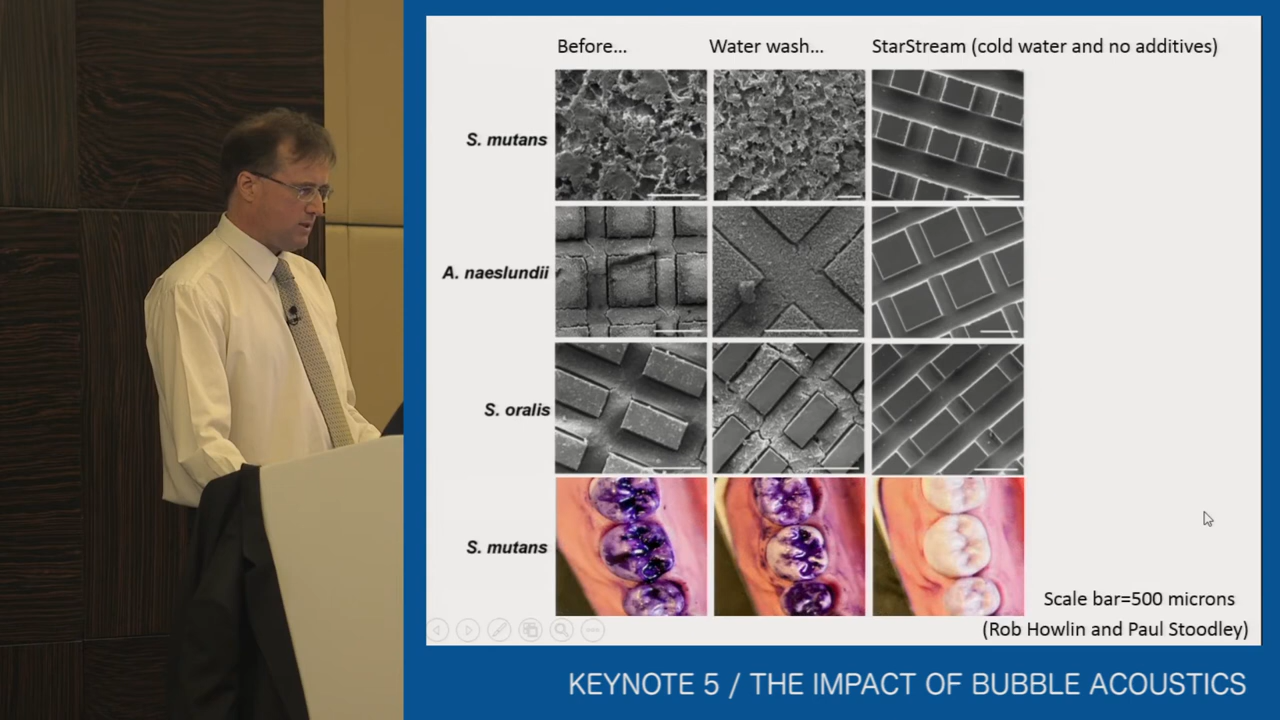 Before...
Water wash...
StarStream (cold water and no additives)
S. mutans
A. naeslundii
S. oralis
S. mutans
Scale bar=500 microns
(Rob Howlin and Paul Stoodley)
KEYNOTE 5 / THE IMPACT OF BUBBLE ACOUSTICS